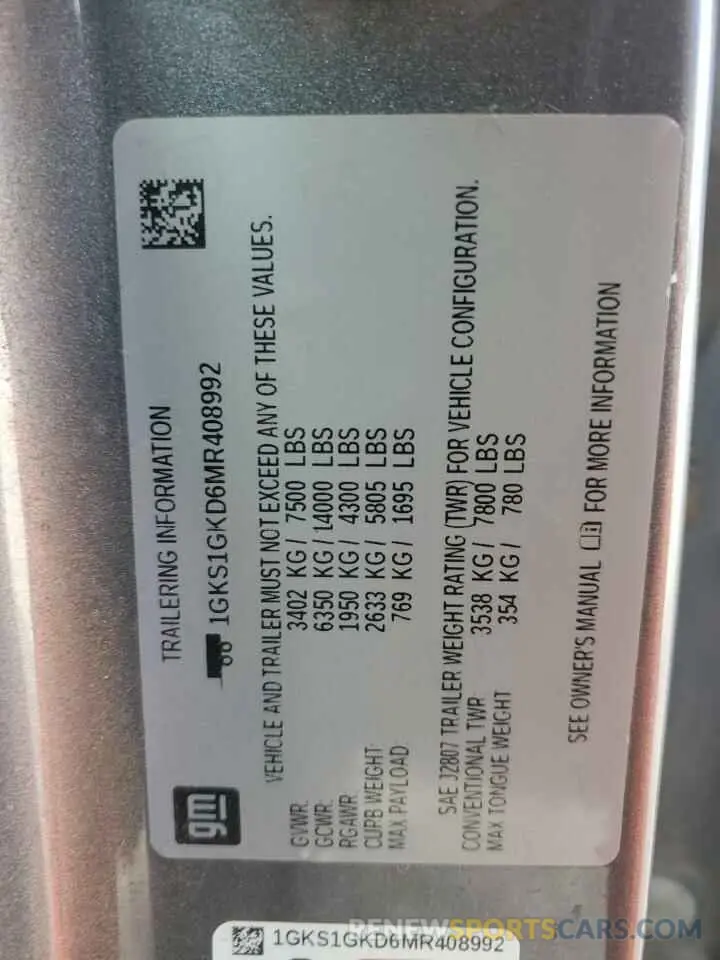 TRAILERING INFORMATION
1GKS1GKD6MR408992
gm
VEHICLE AND TRAILER MUST NOT EXCEED ANY OF THESE VALUES.
GVWR: 3402 KG / 7500 LBS
GCWR: 6350 KG / 14000 LBS
RGAWR: 1950 KG / 4300 LBS
CURB WEIGHT: 2633 KG / 5805 LBS
MAX PAYLOAD: 769 KG / 1695 LBS
SAE J2807 TRAILER WEIGHT RATING (TWR) FOR VEHICLE CONFIGURATION.
CONVENTIONAL TWR: 3538 KG / 7800 LBS
MAX TONGUE WEIGHT 354 KG / 780 LBS
SEE OWNER'S MANUAL FOR MORE INFORMATION
1GKS1GKD6MR408992
RENEWSPORTSCARS.COM